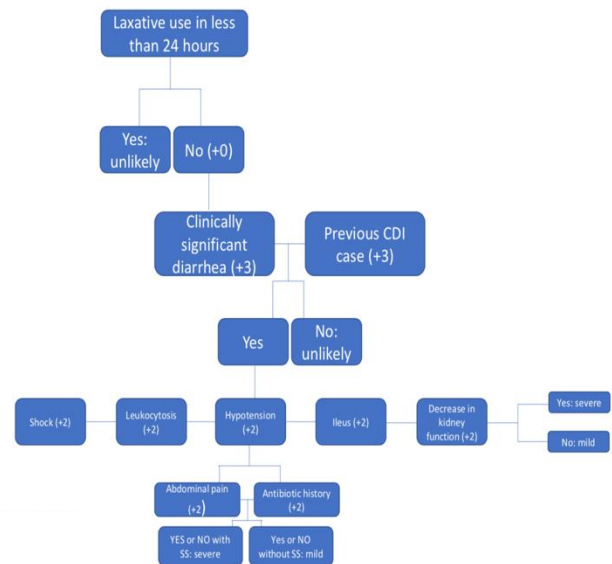 Laxative use in less
than 24 hours
Yes:
unlikely
No (+0)
Clinically
significant
diarrhea (+3)
Previous CDI
case (+3)
Yes
No:
unlikely
Shock (+2)
Leukocytosis
(+2)
Hypotension
(+2)
Ileus (+2)
Decrease in
kidney
function (+2)
Yes: severe
No: mild
Abdominal pain
(+2)
Antibiotic history
(+2)
YES or NO with
SS: severe
Yes or NO
without SS: mild